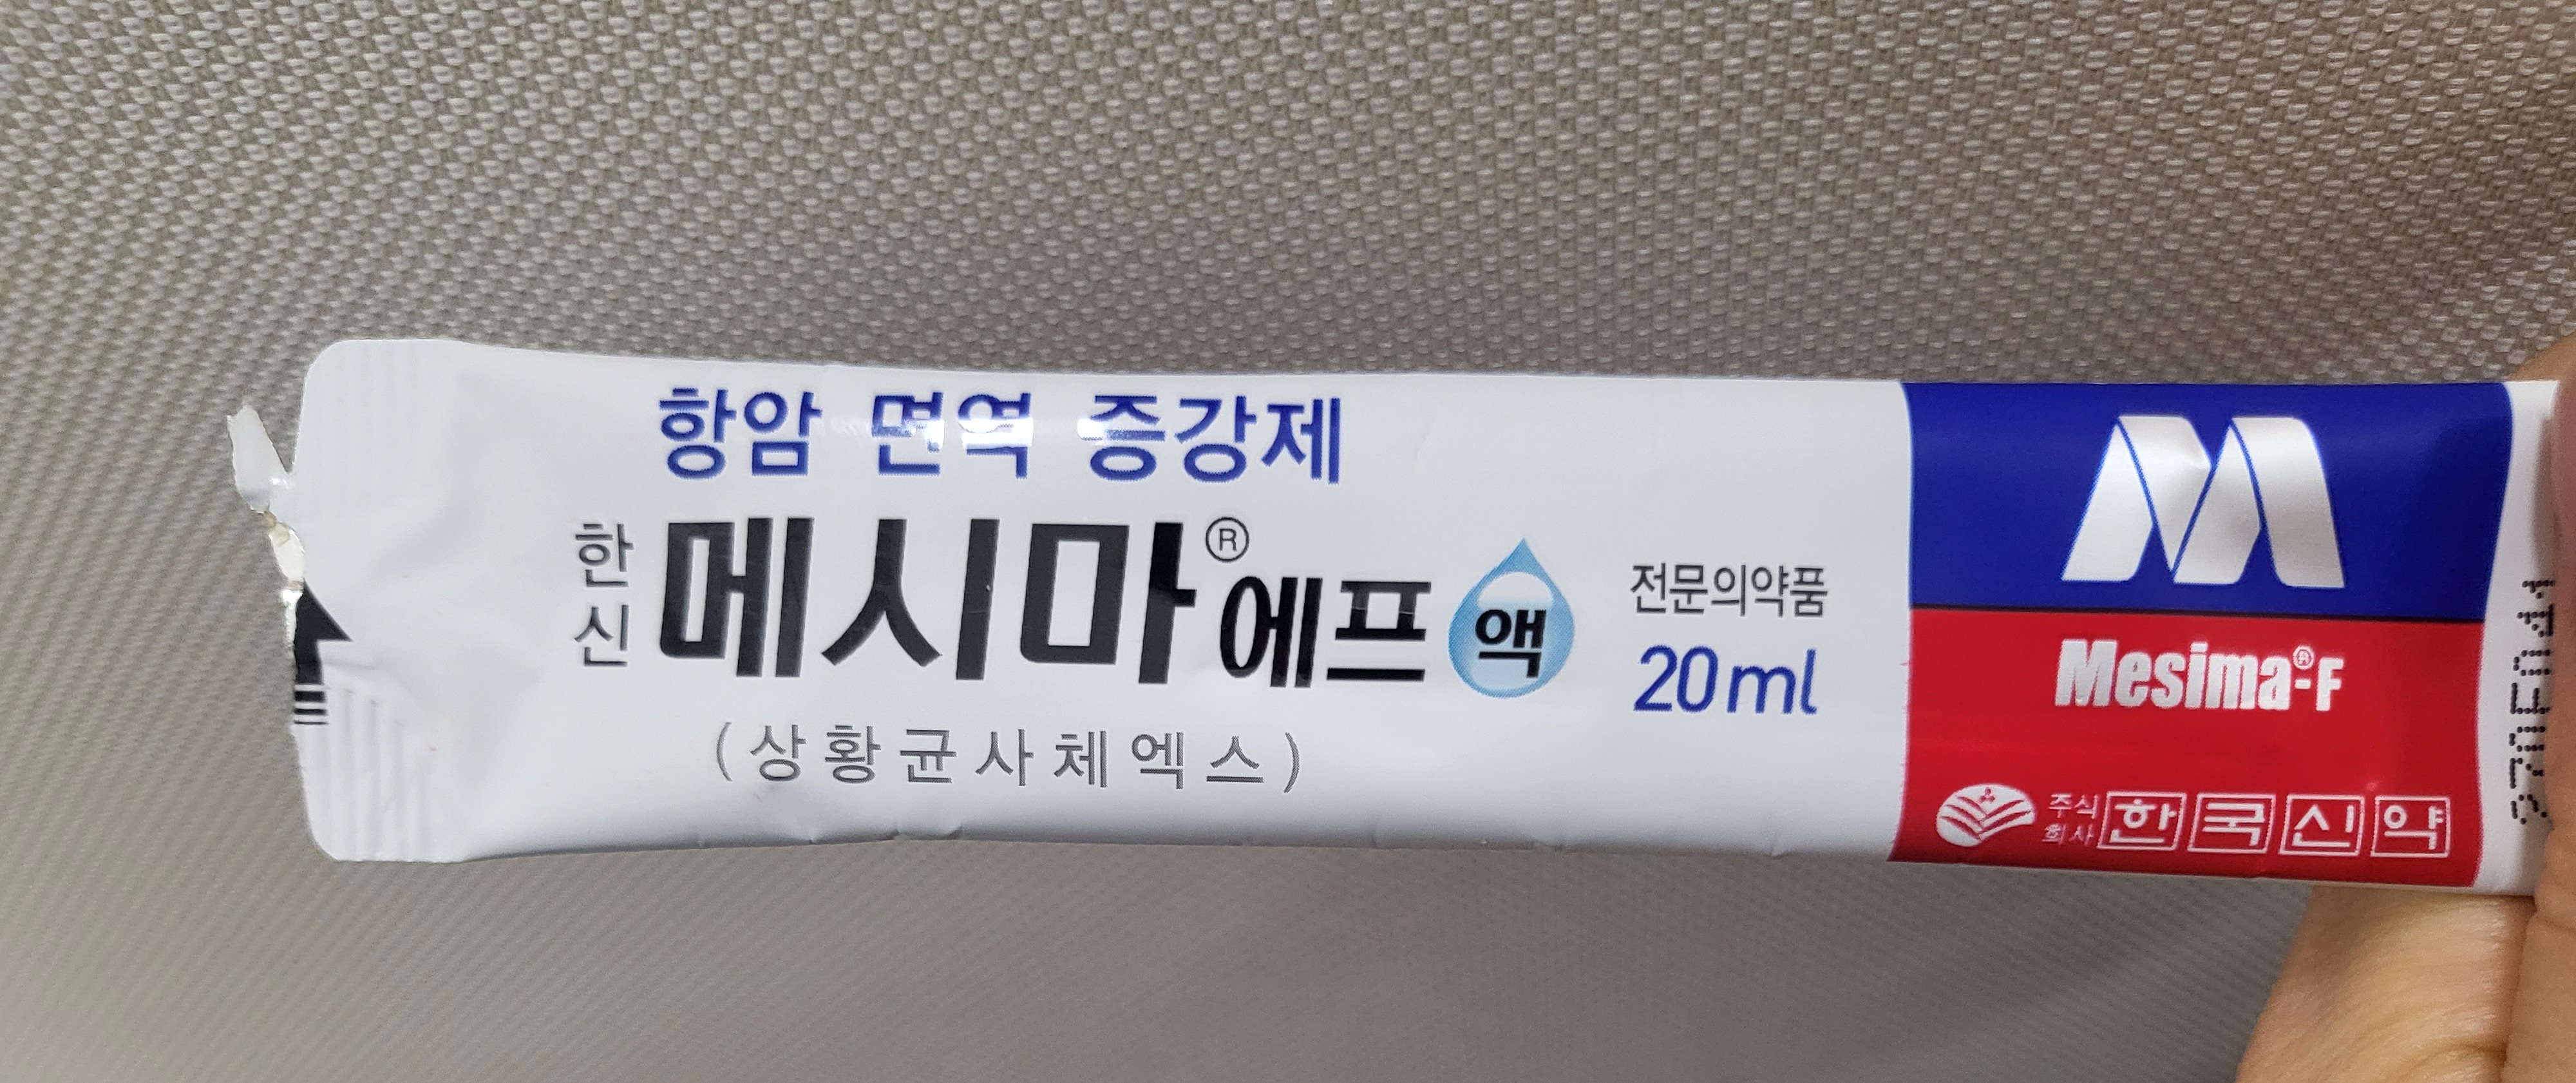 항암 면역 증강제
한신 메시마® 에프 액
(상황균사체엑스)
전문의약품
20ml
M
Mesima®-F
주식회사 한국신약